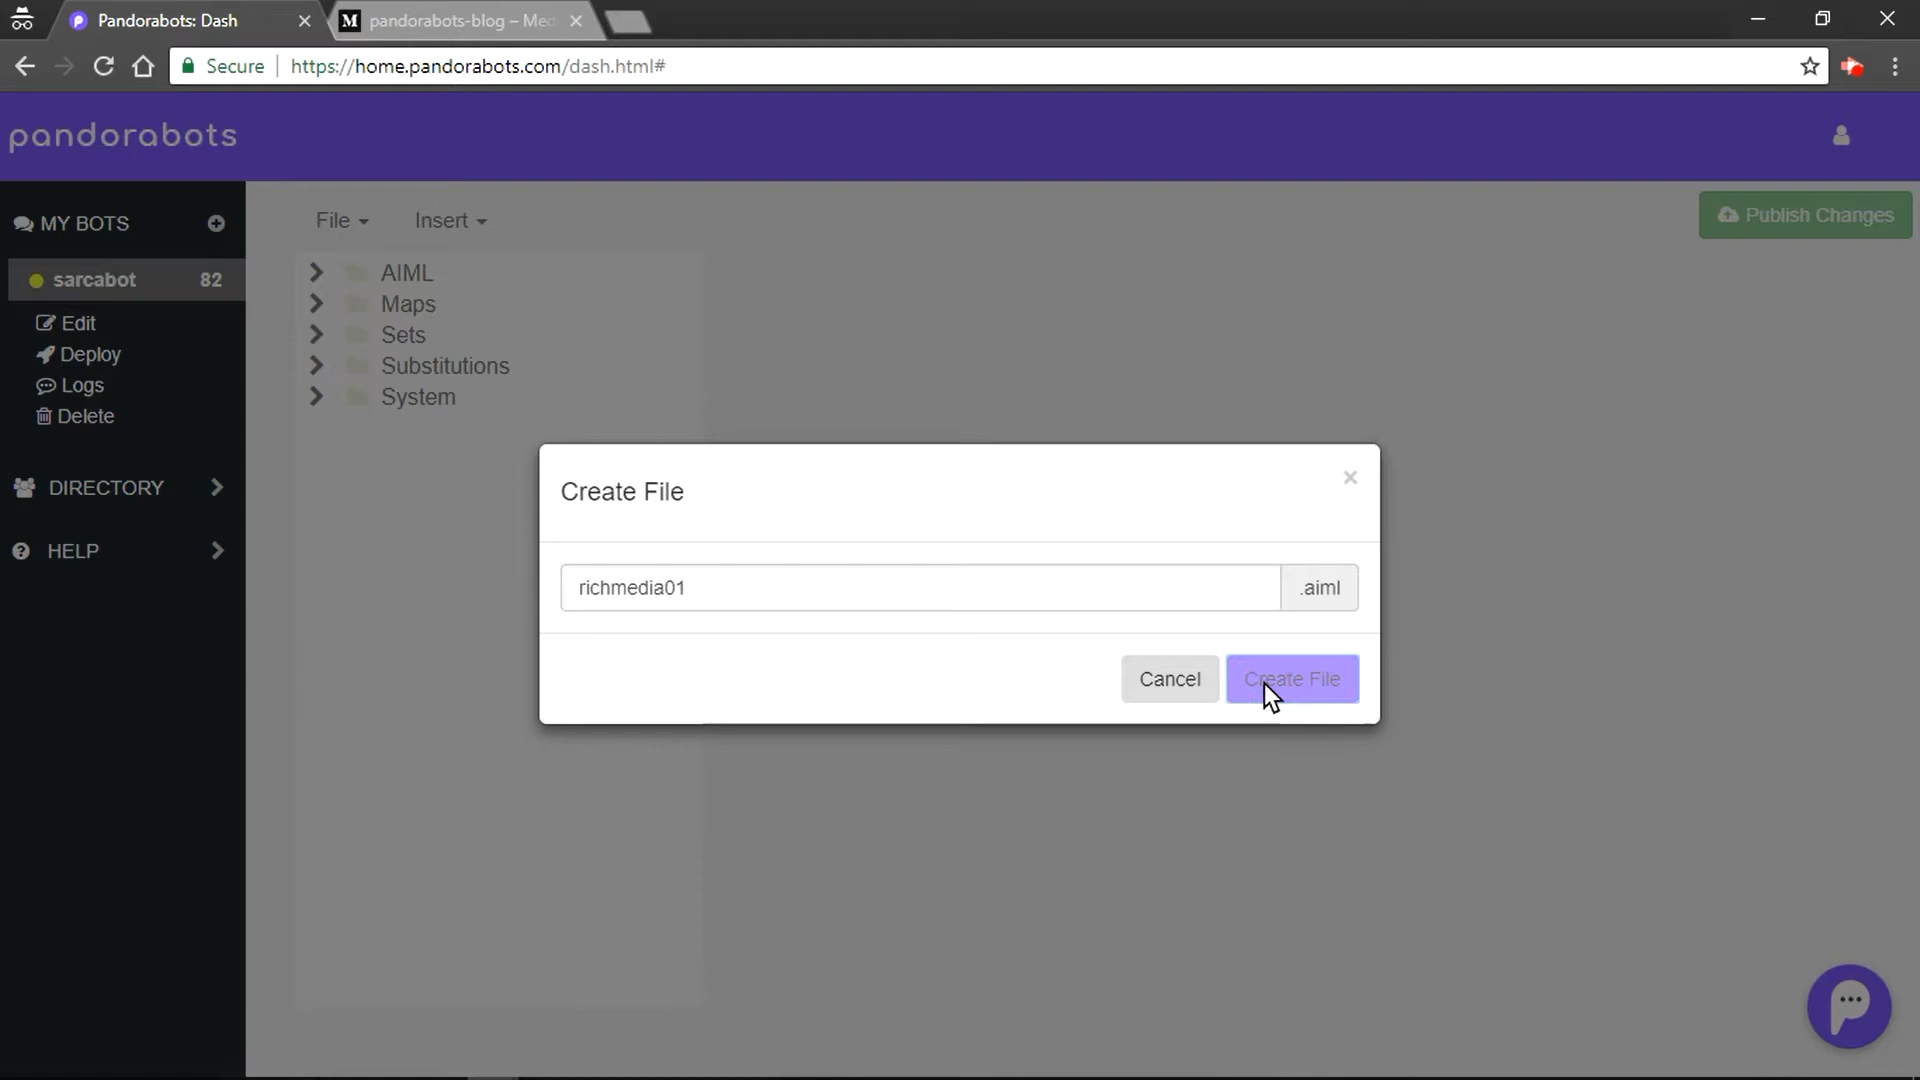 Pandorabots: Dash
M pandorabots-blog – Med
Secure https://home.pandorabots.com/dash.html#
pandorabots
MY BOTS
sarcabot 82
Edit
Deploy
Logs
Delete
DIRECTORY
HELP
File Insert
Publish Changes
AIML
Maps
Sets
Substitutions
System
Create File
×
richmedia01 .aiml
Cancel Create File